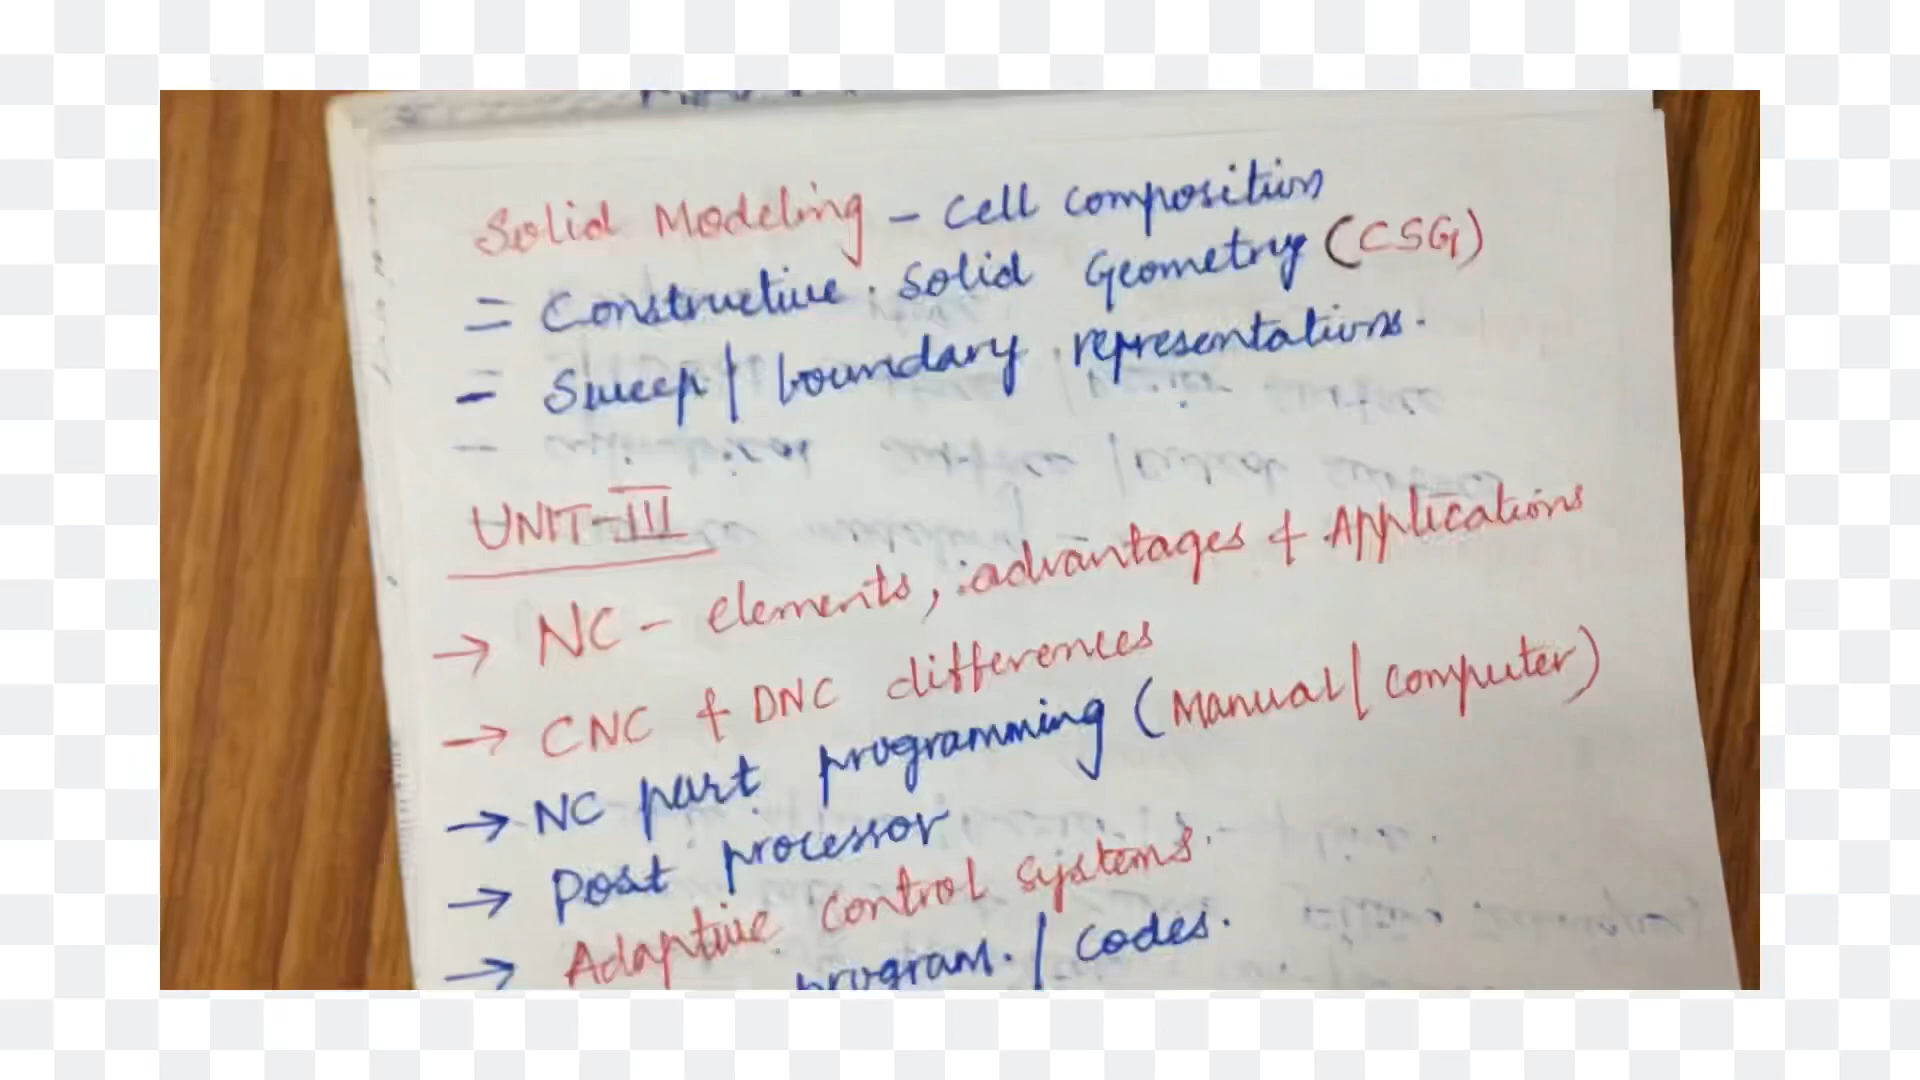 Solid Modeling - cell composition
= Constructive solid Geometry (CSG)
- Sweep / boundary representations.
UNIT-III
→ NC - elements, advantages & Applications
→ CNC & DNC differences
→ NC part programming (Manual / computer)
→ Post processor
→ Adaptive control systems.
program. / codes.